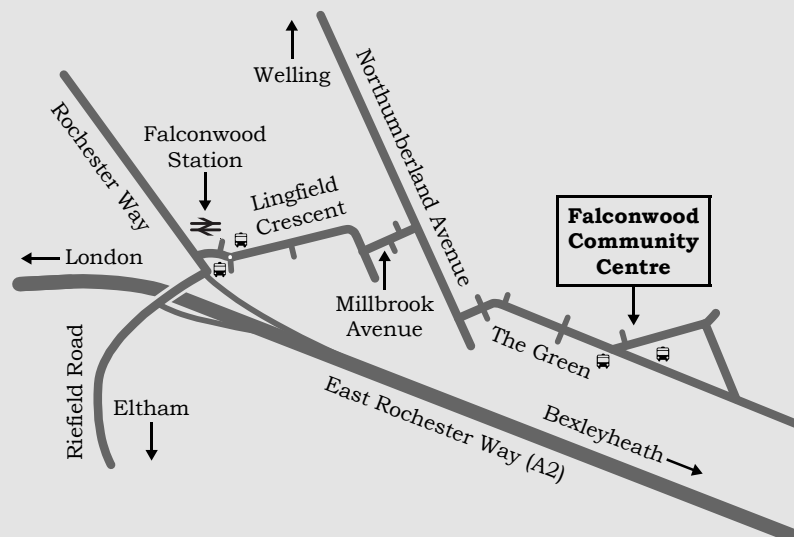 Welling
Northumberland Avenue
Rochester Way
Falconwood
Station
Lingfield
Crescent
London
Falconwood
Community
Centre
Millbrook
Avenue
The Green
Riefield Road
Eltham
East Rochester Way (A2)
Bexleyheath